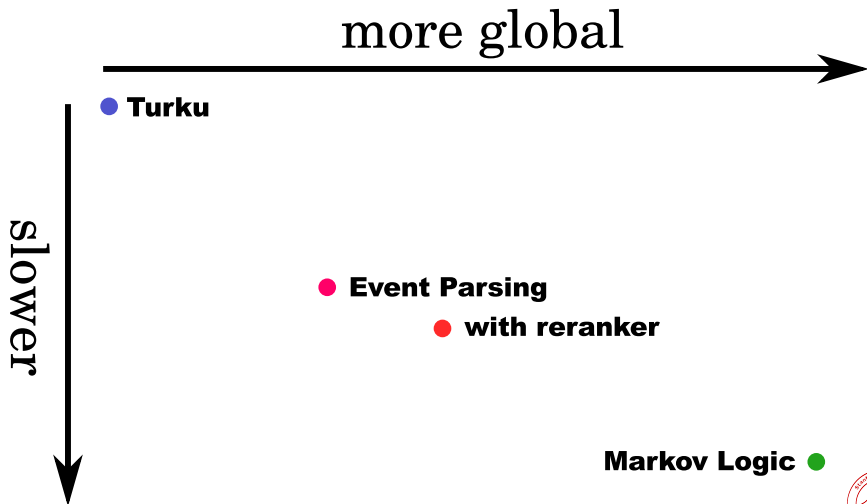 more global
Turku
slower
Event Parsing
with reranker
Markov Logic